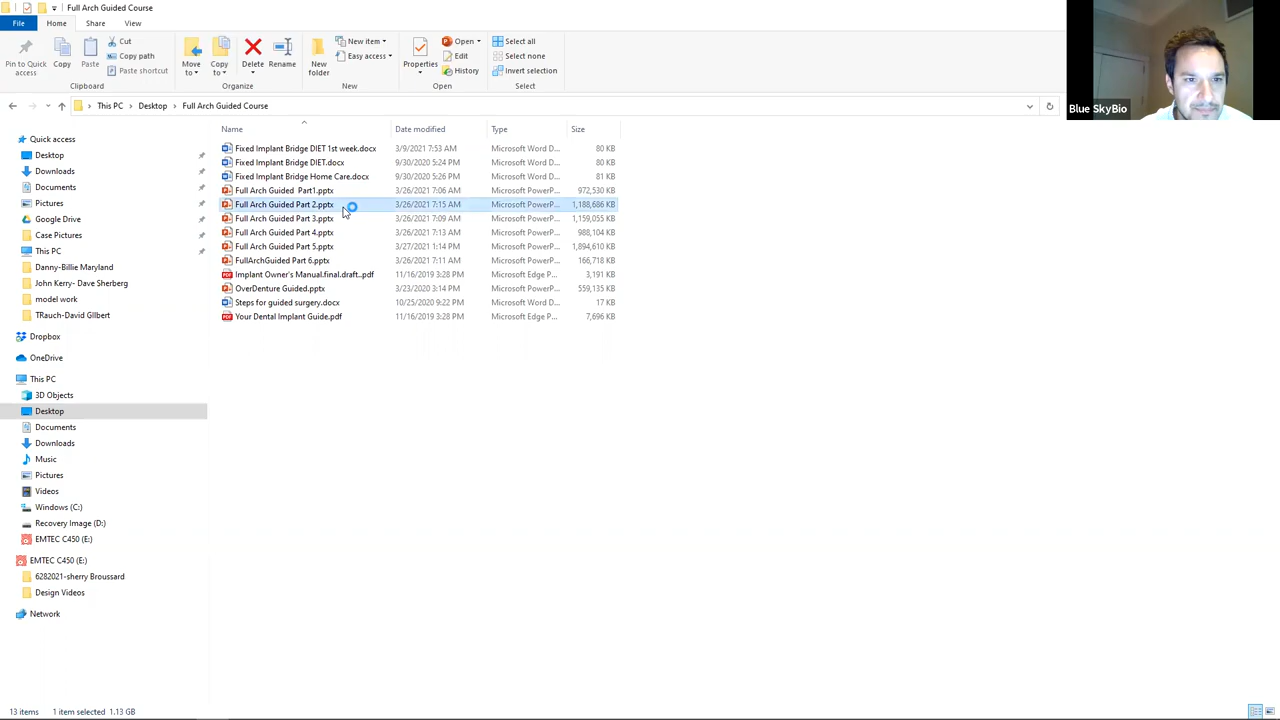 Full Arch Guided Course
File Home Share View
Pin to Quick access
Copy
Paste
Cut
Copy path
Paste shortcut
Clipboard
Move to
Copy to
Delete
Rename
Organize
New folder
New item
Easy access
New
Properties
Open
Edit
History
Open
Select all
Select none
Invert selection
Select
Blue SkyBio
This PC Desktop Full Arch Guided Course
Name Date modified Type Size
Fixed Implant Bridge DIET 1st week.docx 3/9/2021 7:53 AM Microsoft Word D... 80 KB
Fixed Implant Bridge DIET.docx 9/30/2020 5:24 PM Microsoft Word D... 80 KB
Fixed Implant Bridge Home Care.docx 9/30/2020 5:26 PM Microsoft Word D... 81 KB
Full Arch Guided Part1.pptx 3/26/2021 7:06 AM Microsoft PowerP... 972,530 KB
Full Arch Guided Part 2.pptx 3/26/2021 7:15 AM Microsoft PowerP... 1,188,686 KB
Full Arch Guided Part 3.pptx 3/26/2021 7:09 AM Microsoft PowerP... 1,159,055 KB
Full Arch Guided Part 4.pptx 3/26/2021 7:13 AM Microsoft PowerP... 988,104 KB
Full Arch Guided Part 5.pptx 3/27/2021 1:14 PM Microsoft PowerP... 1,894,610 KB
FullArchGuided Part 6.pptx 3/26/2021 7:11 AM Microsoft PowerP... 166,718 KB
Implant Owner's Manual.final.draft..pdf 11/16/2019 3:28 PM Microsoft Edge P... 3,191 KB
OverDenture Guided.pptx 3/23/2020 3:14 PM Microsoft PowerP... 559,135 KB
Steps for guided surgery.docx 10/25/2020 9:22 PM Microsoft Word D... 17 KB
Your Dental Implant Guide.pdf 11/16/2019 3:28 PM Microsoft Edge P... 7,696 KB
Quick access
Desktop
Downloads
Documents
Pictures
Google Drive
Case Pictures
This PC
Danny-Billie Maryland
John Kerry- Dave Sherberg
model work
TRauch-David GIlbert
Dropbox
OneDrive
This PC
3D Objects
Desktop
Documents
Downloads
Music
Pictures
Videos
Windows (C:)
Recovery Image (D:)
EMTEC C450 (E:)
EMTEC C450 (E:)
6282021-sherry Broussard
Design Videos
Network
13 items 1 item selected 1.13 GB